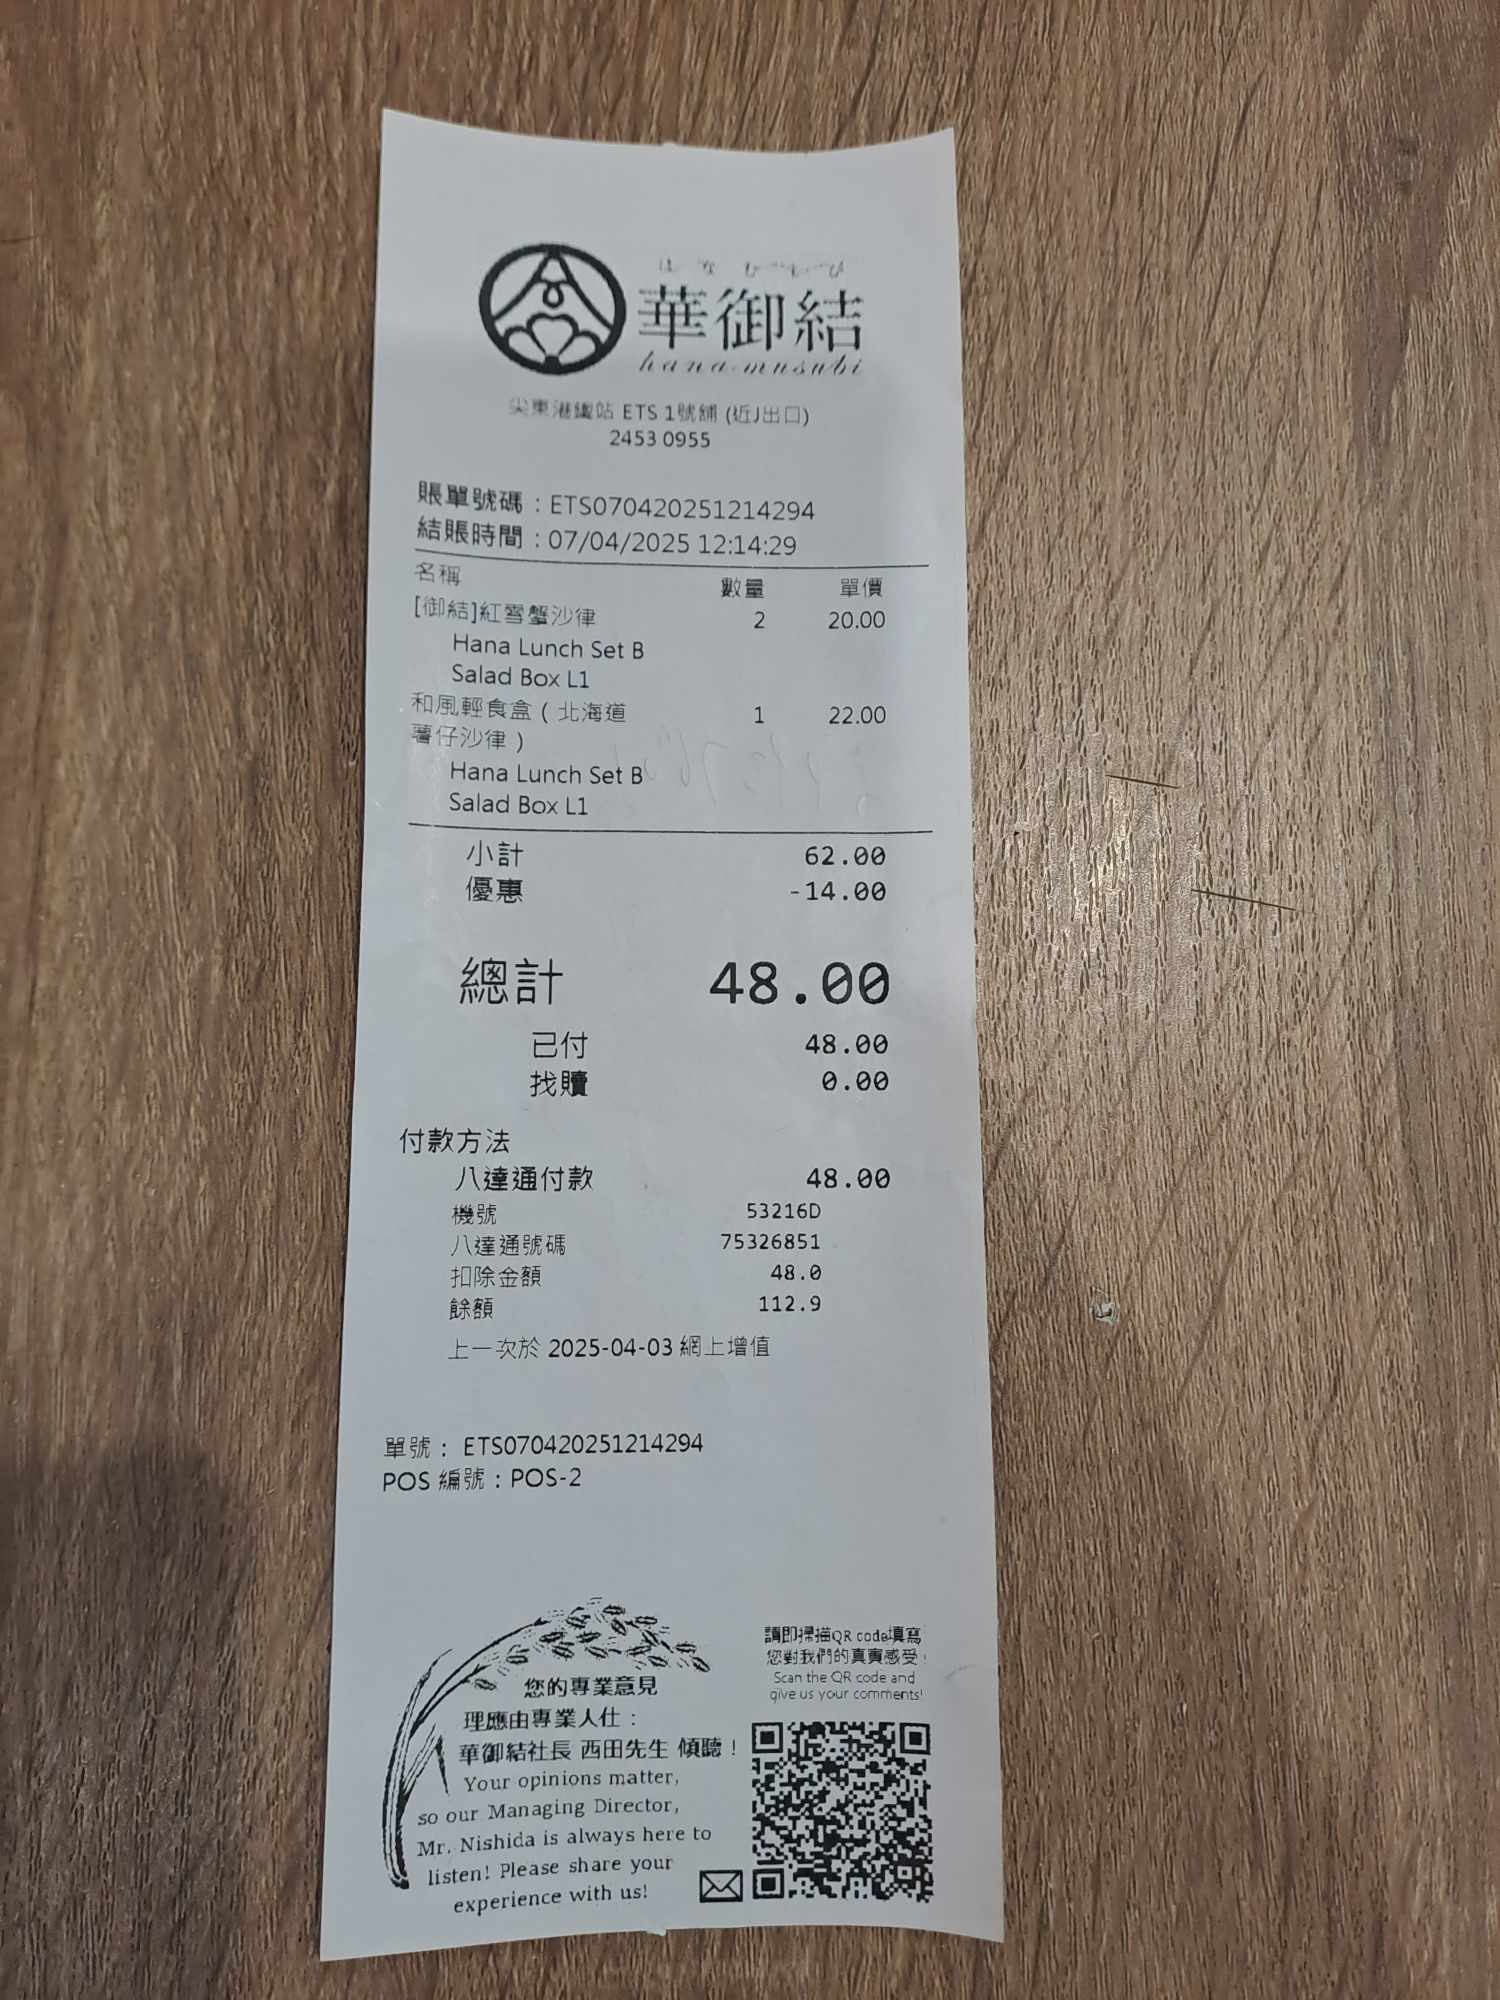 はなむすび
華御結
hana-musubi
尖東港鐵站 ETS 1號舖 (近J出口)
2453 0955
賬單號碼：ETS070420251214294
結賬時間：07/04/2025 12:14:29
名稱 數量 單價
[御結]紅雪蟹沙律 2 20.00
Hana Lunch Set B
Salad Box L1
和風輕食盒（北海道 1 22.00
薯仔沙律）
Hana Lunch Set B
Salad Box L1
小計 62.00
優惠 -14.00
總計 48.00
已付 48.00
找贖 0.00
付款方法
八達通付款 48.00
機號 53216D
八達通號碼 75326851
扣除金額 48.0
餘額 112.9
上一次於 2025-04-03 網上增值
單號： ETS070420251214294
POS 編號：POS-2
您的專業意見
理應由專業人仕：
華御結社長 西田先生 傾聽！
Your opinions matter,
so our Managing Director,
Mr. Nishida is always here to
listen! Please share your
experience with us!
請即掃描QR code填寫
您對我們的真實感受！
Scan the QR code and
give us your comments!